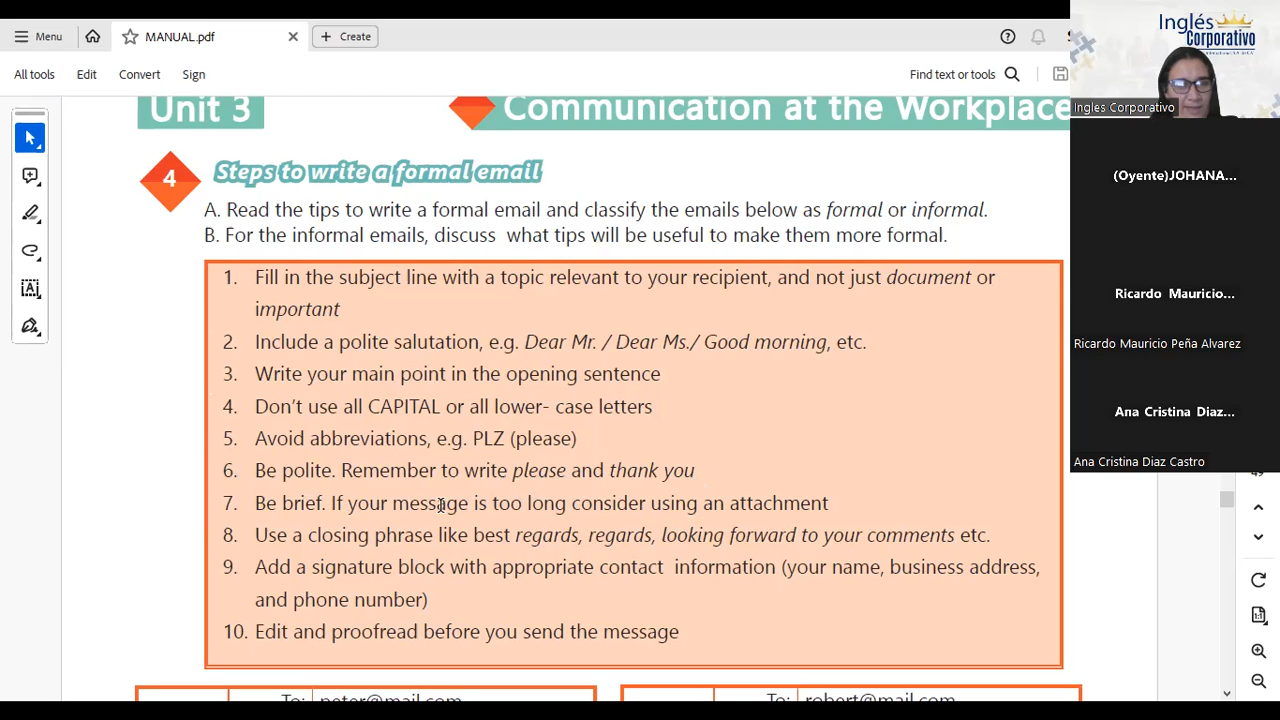 Menu
MANUAL.pdf
Create
All tools
Edit
Convert
Sign
Find text or tools
Unit 3
Communication at the Workplace
4
Steps to write a formal email
A. Read the tips to write a formal email and classify the emails below as formal or informal.
B. For the informal emails, discuss what tips will be useful to make them more formal.
1. Fill in the subject line with a topic relevant to your recipient, and not just document or
important
2. Include a polite salutation, e.g. Dear Mr. / Dear Ms./ Good morning, etc.
3. Write your main point in the opening sentence
4. Don't use all CAPITAL or all lower- case letters
5. Avoid abbreviations, e.g. PLZ (please)
6. Be polite. Remember to write please and thank you
7. Be brief. If your message is too long consider using an attachment
8. Use a closing phrase like best regards, regards, looking forward to your comments etc.
9. Add a signature block with appropriate contact information (your name, business address,
and phone number)
10. Edit and proofread before you send the message
To: peter@mail.com
To: robert@mail.com
Inglés
Corporativo
Ingles Corporativo
(Oyente)JOHANA...
Ricardo Mauricio...
Ricardo Mauricio Peña Alvarez
Ana Cristina Diaz...
Ana Cristina Diaz Castro